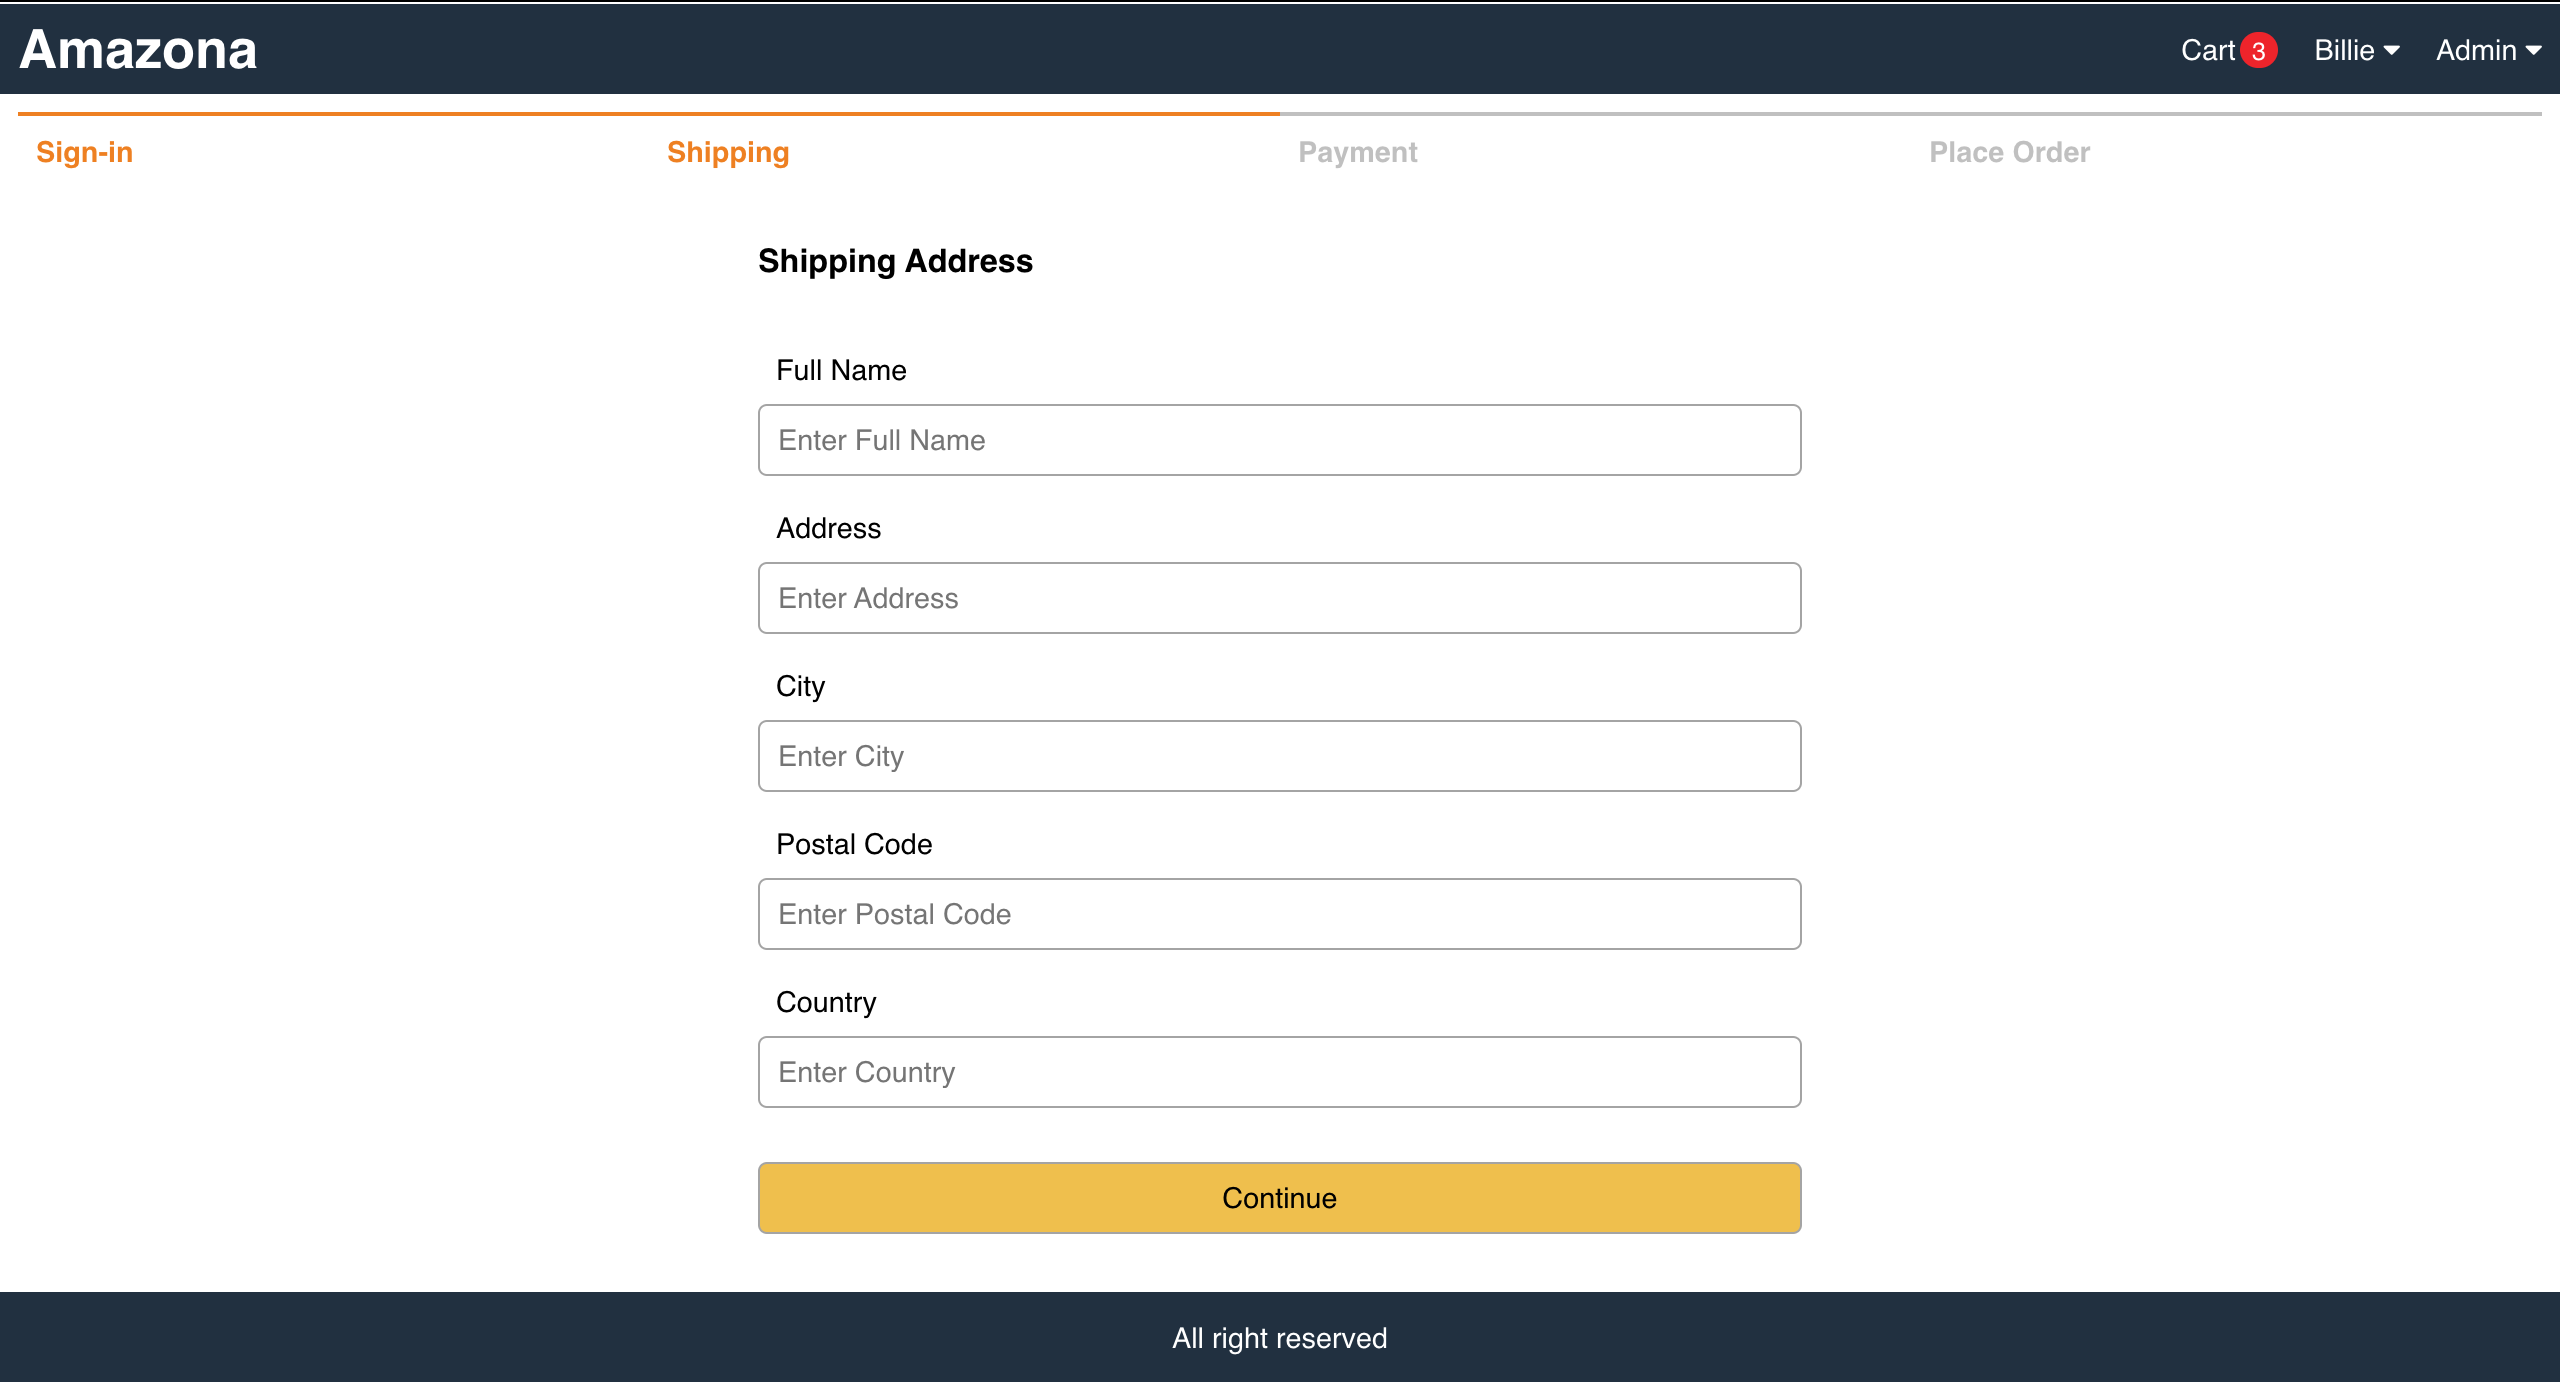 Amazona
Cart 3 Billie Admin
Sign-in Shipping Payment Place Order
Shipping Address
Full Name
Enter Full Name
Address
Enter Address
City
Enter City
Postal Code
Enter Postal Code
Country
Enter Country
Continue
All right reserved